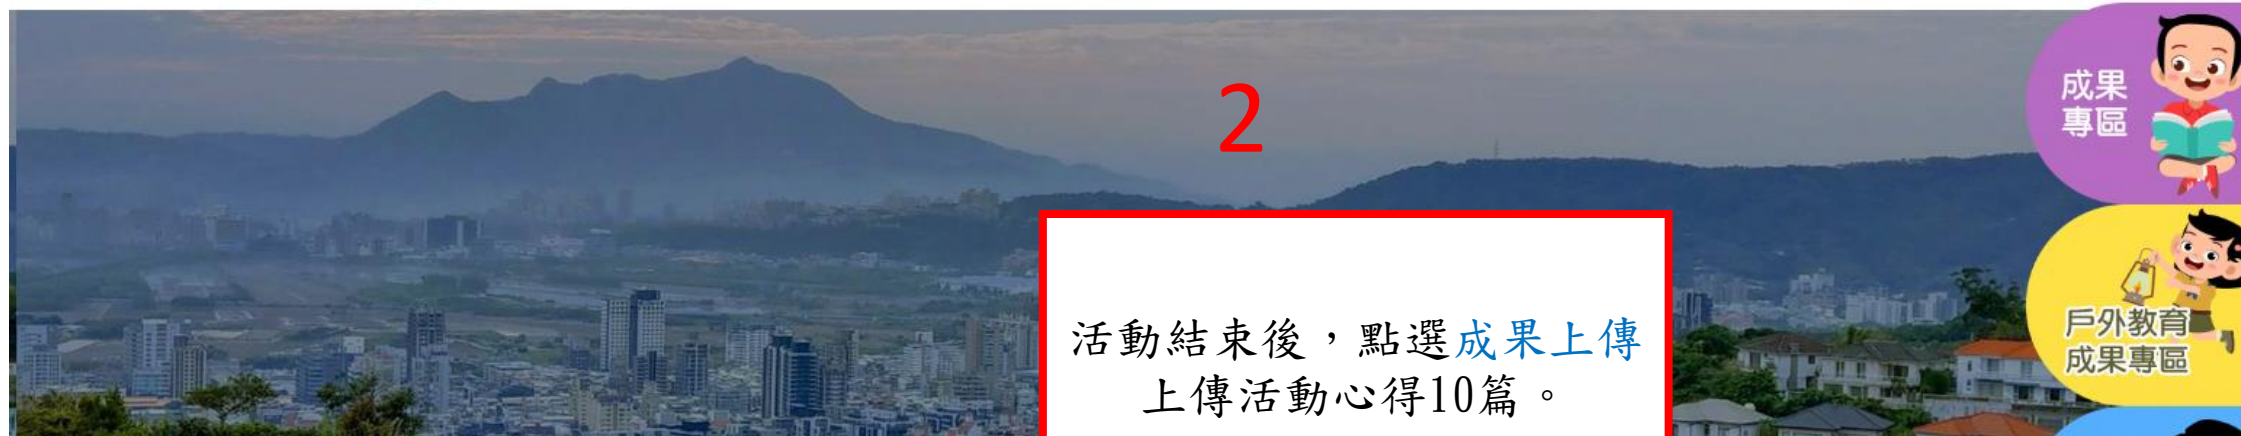 2
成果
專區
活動結束後，點選成果上傳
上傳活動心得10篇。
戶外教育
成果專區